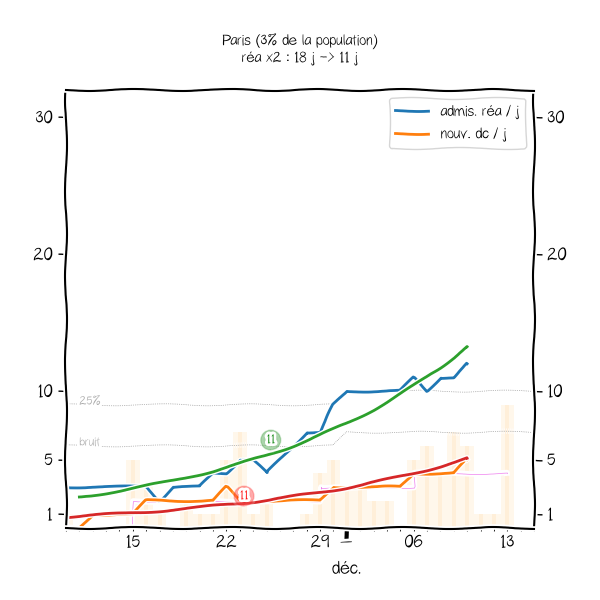 Paris (3% de la population)
réa x2 : 18 j -> 11 j
admis. réa / j
nouv. dc / j
30 30
20 20
10 10
25%
bruit
11
5 5
11
1 1
15 22 29 1 06 13
déc.